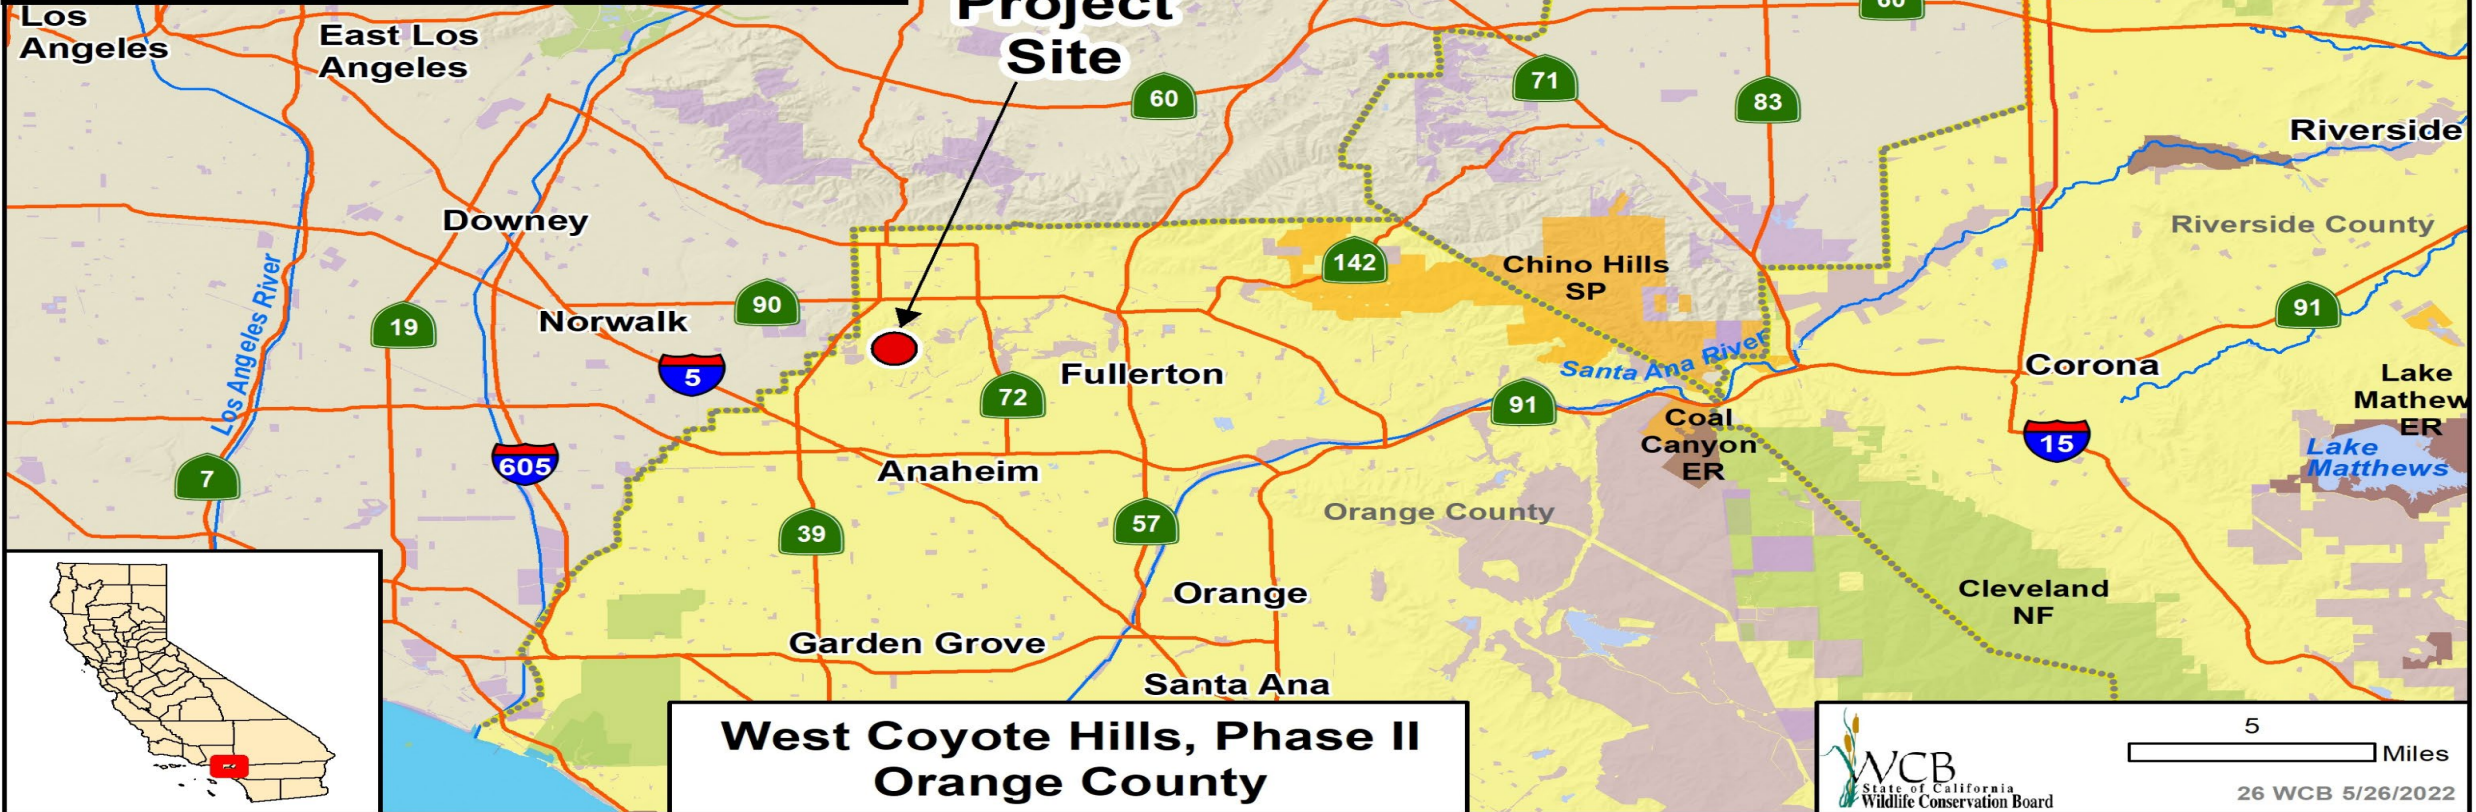 Project
Site
Los
Angeles
East Los
Angeles
60
60
71
83
Riverside
Downey
Riverside County
Los Angeles River
142
Chino Hills
SP
90
19
Norwalk
91
5
Santa Ana River
Fullerton
Corona
72
91
Lake
Mathew
ER
Coal
Canyon
ER
15
Lake
Matthews
605
7
Anaheim
39
57
Orange County
Orange
Cleveland
NF
Garden Grove
Santa Ana
West Coyote Hills, Phase II
Orange County
WCB
State of California
Wildlife Conservation Board
5
Miles
26 WCB 5/26/2022